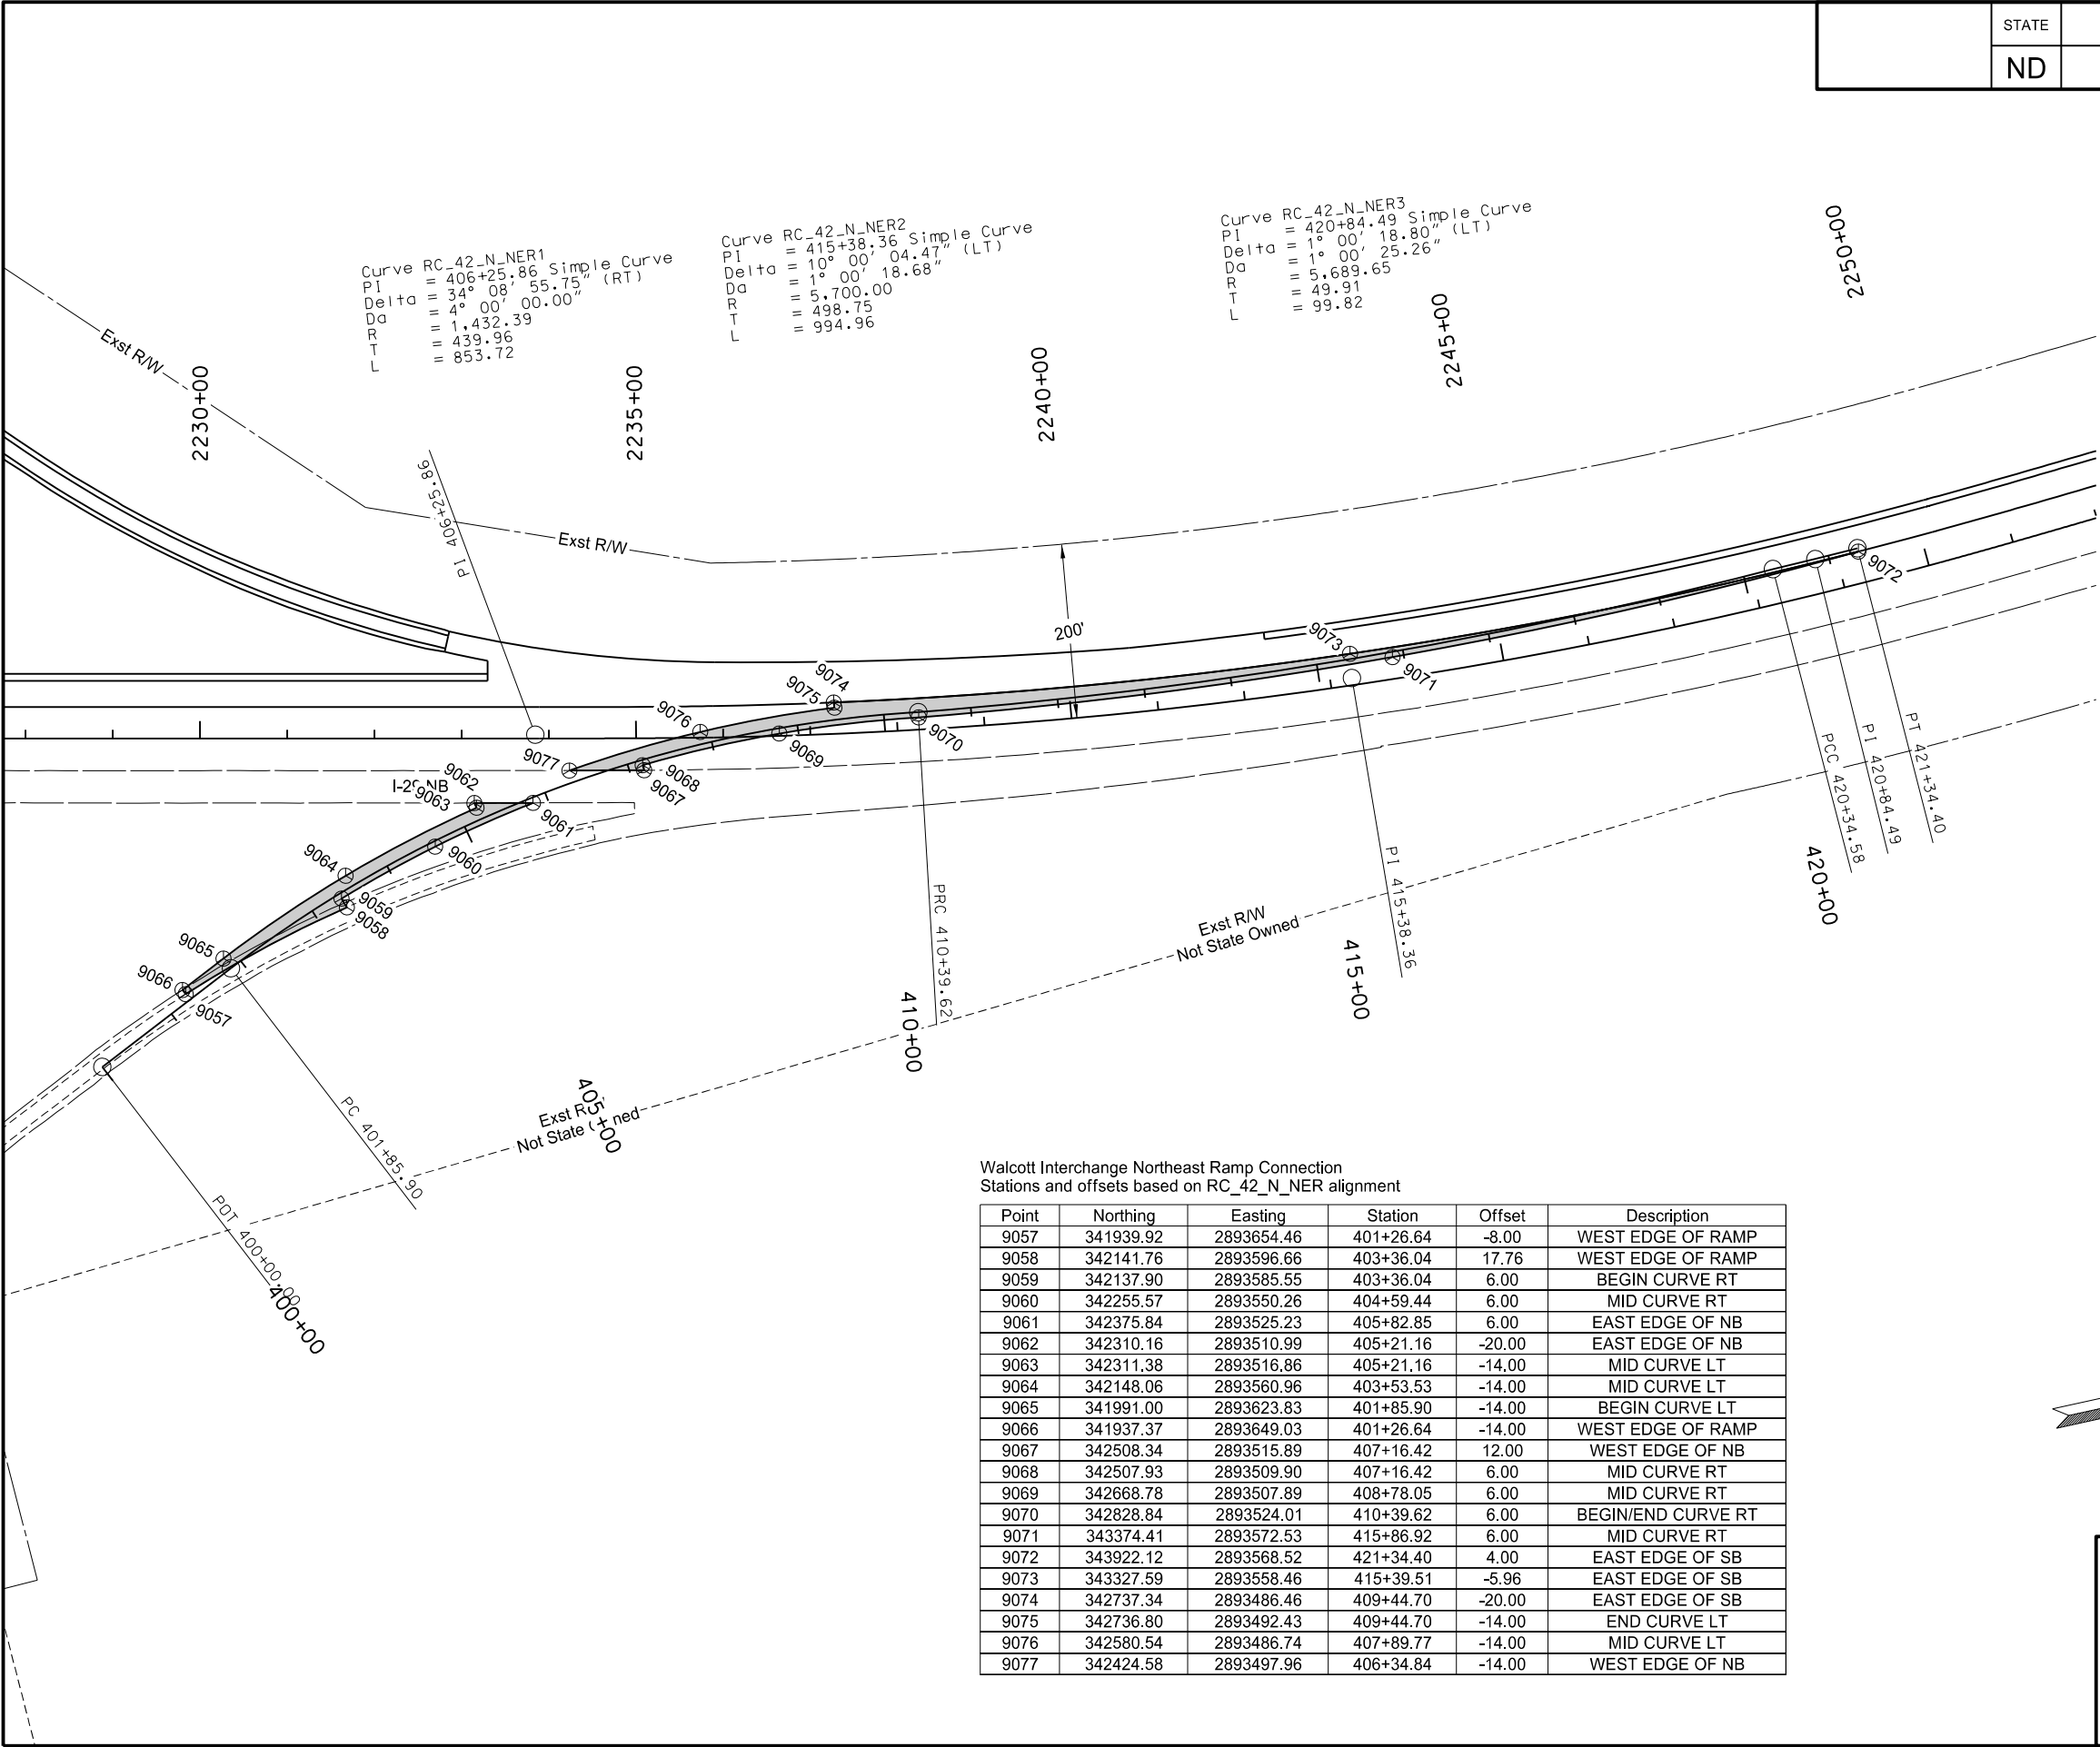 STATE
ND
Curve RC_42_N_NER1
PI = 406+25.86 Simple Curve
Delta = 34° 08' 55.75" (RT)
Da = 4° 00' 00.00"
R = 1,432.39
T = 439.96
L = 853.72
Curve RC_42_N_NER2
PI = 415+38.36 Simple Curve
Delta = 10° 00' 04.47" (LT)
Da = 1° 00' 18.68"
R = 5,700.00
T = 498.75
L = 994.96
Curve RC_42_N_NER3
PI = 420+84.49 Simple Curve
Delta = 1° 00' 18.80" (LT)
Da = 1° 00' 25.26"
R = 5,689.65
T = 49.91
L = 99.82
2230+00
2235+00
2240+00
2245+00
2250+00
Exst R/W
Exst R/W
PI 406+25.86
200'
9072
9073
9071
9074
9075
9076
9070
9069
9077
9068
9067
9062
I-29 NB
9063
9061
9060
9064
9059
9058
9065
9066
9057
PCC 420+34.58
PI 420+84.49
PT 421+34.40
PI 415+38.36
PRC 410+39.62
PC 401+85.90
POT 400+00.00
420+00
415+00
410+00
405+00
400+00
Exst R/W
Not State Owned
Exst R
Not State ned
Walcott Interchange Northeast Ramp Connection
Stations and offsets based on RC_42_N_NER alignment
Point Northing Easting Station Offset Description
9057 341939.92 2893654.46 401+26.64 -8.00 WEST EDGE OF RAMP
9058 342141.76 2893596.66 403+36.04 17.76 WEST EDGE OF RAMP
9059 342137.90 2893585.55 403+36.04 6.00 BEGIN CURVE RT
9060 342255.57 2893550.26 404+59.44 6.00 MID CURVE RT
9061 342375.84 2893525.23 405+82.85 6.00 EAST EDGE OF NB
9062 342310.16 2893510.99 405+21.16 -20.00 EAST EDGE OF NB
9063 342311.38 2893516.86 405+21.16 -14.00 MID CURVE LT
9064 342148.06 2893560.96 403+53.53 -14.00 MID CURVE LT
9065 341991.00 2893623.83 401+85.90 -14.00 BEGIN CURVE LT
9066 341937.37 2893649.03 401+26.64 -14.00 WEST EDGE OF RAMP
9067 342508.34 2893515.89 407+16.42 12.00 WEST EDGE OF NB
9068 342507.93 2893509.90 407+16.42 6.00 MID CURVE RT
9069 342668.78 2893507.89 408+78.05 6.00 MID CURVE RT
9070 342828.84 2893524.01 410+39.62 6.00 BEGIN/END CURVE RT
9071 343374.41 2893572.53 415+86.92 6.00 MID CURVE RT
9072 343922.12 2893568.52 421+34.40 4.00 EAST EDGE OF SB
9073 343327.59 2893558.46 415+39.51 -5.96 EAST EDGE OF SB
9074 342737.34 2893486.46 409+44.70 -20.00 EAST EDGE OF SB
9075 342736.80 2893492.43 409+44.70 -14.00 END CURVE LT
9076 342580.54 2893486.74 407+89.77 -14.00 MID CURVE LT
9077 342424.58 2893497.96 406+34.84 -14.00 WEST EDGE OF NB